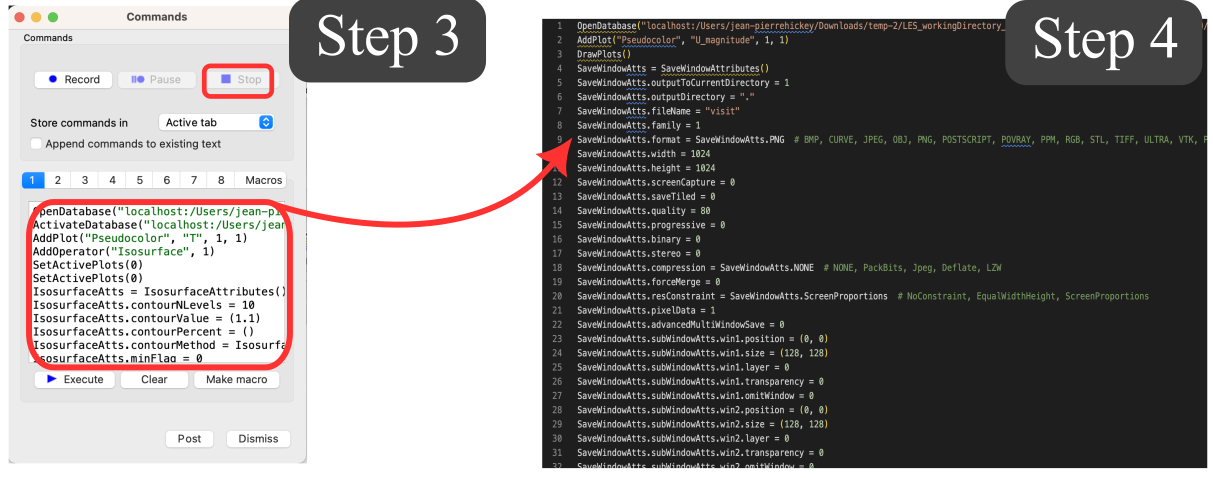 Commands
Step 3
Commands
Record
Pause
Stop
Store commands in Active tab
Append commands to existing text
1 2 3 4 5 6 7 8 Macros
OpenDatabase("localhost:/Users/jean-pi
ActivateDatabase("localhost:/Users/jean
AddPlot("Pseudocolor", "T", 1, 1)
AddOperator("Isosurface", 1)
SetActivePlots(0)
SetActivePlots(0)
IsosurfaceAtts = IsosurfaceAttributes()
IsosurfaceAtts.contourNLevels = 10
IsosurfaceAtts.contourValue = (1.1)
IsosurfaceAtts.contourPercent = ()
IsosurfaceAtts.contourMethod = Isosurfa
IsosurfaceAtts.minFlag = 0
Execute Clear Make macro
Post Dismiss
Step 4
1 OpenDatabase("localhost:/Users/jean-pierrehickey/Downloads/temp-2/LES_workingDirectory_
2 AddPlot("Pseudocolor", "U_magnitude", 1, 1)
3 DrawPlots()
4 SaveWindowAtts = SaveWindowAttributes()
5 SaveWindowAtts.outputToCurrentDirectory = 1
6 SaveWindowAtts.outputDirectory = "."
7 SaveWindowAtts.fileName = "visit"
8 SaveWindowAtts.family = 1
9 SaveWindowAtts.format = SaveWindowAtts.PNG # BMP, CURVE, JPEG, OBJ, PNG, POSTSCRIPT, POVRAY, PPM, RGB, STL, TIFF, ULTRA, VTK,
SaveWindowAtts.width = 1024
SaveWindowAtts.height = 1024
12 SaveWindowAtts.screenCapture = 0
13 SaveWindowAtts.saveTiled = 0
14 SaveWindowAtts.quality = 80
15 SaveWindowAtts.progressive = 0
16 SaveWindowAtts.binary = 0
17 SaveWindowAtts.stereo = 0
18 SaveWindowAtts.compression = SaveWindowAtts.NONE # NONE, PackBits, Jpeg, Deflate, LZW
19 SaveWindowAtts.forceMerge = 0
20 SaveWindowAtts.resConstraint = SaveWindowAtts.ScreenProportions # NoConstraint, EqualWidthHeight, ScreenProportions
21 SaveWindowAtts.pixelData = 1
22 SaveWindowAtts.advancedMultiWindowSave = 0
23 SaveWindowAtts.subWindowAtts.win1.position = (0, 0)
24 SaveWindowAtts.subWindowAtts.win1.size = (128, 128)
25 SaveWindowAtts.subWindowAtts.win1.layer = 0
26 SaveWindowAtts.subWindowAtts.win1.transparency = 0
27 SaveWindowAtts.subWindowAtts.win1.omitWindow = 0
28 SaveWindowAtts.subWindowAtts.win2.position = (0, 0)
29 SaveWindowAtts.subWindowAtts.win2.size = (128, 128)
30 SaveWindowAtts.subWindowAtts.win2.layer = 0
31 SaveWindowAtts.subWindowAtts.win2.transparency = 0
32 SaveWindowAtts.subWindowAtts.win2.omitWindow = 0